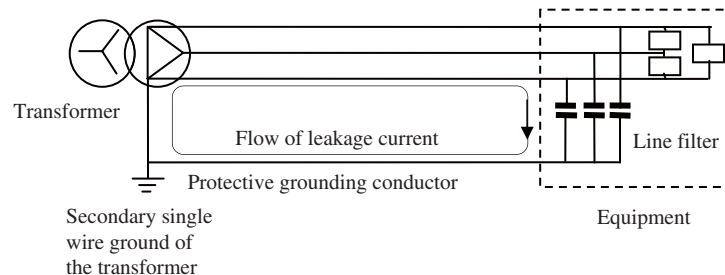 Transformer
Flow of leakage current
Line filter
Protective grounding conductor
Secondary single
wire ground of
the transformer
Equipment